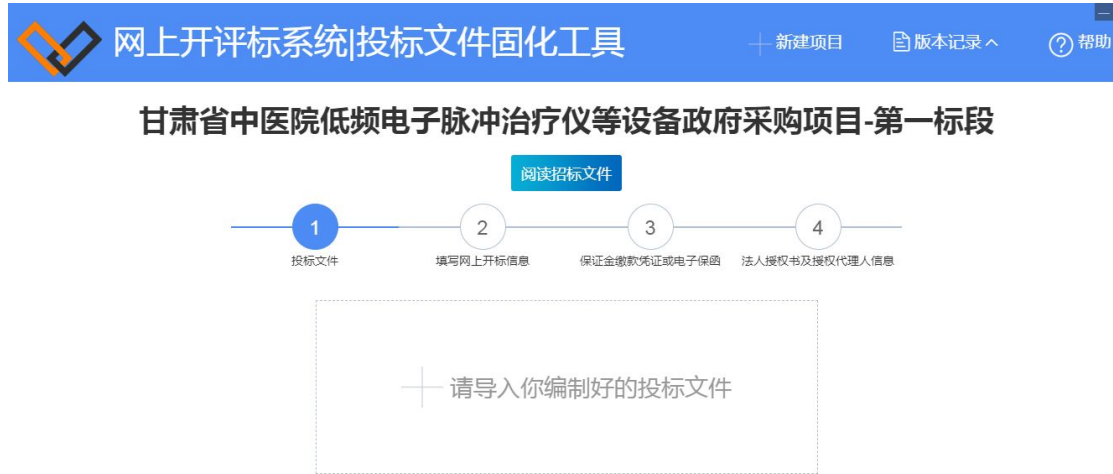 网上开评标系统|投标文件固化工具
新建项目
版本记录
帮助
甘肃省中医院低频电子脉冲治疗仪等设备政府采购项目-第一标段
阅读招标文件
1
2
3
4
投标文件
填写网上开标信息
保证金缴款凭证或电子保函
法人授权书及授权代理人信息
请导入你编制好的投标文件